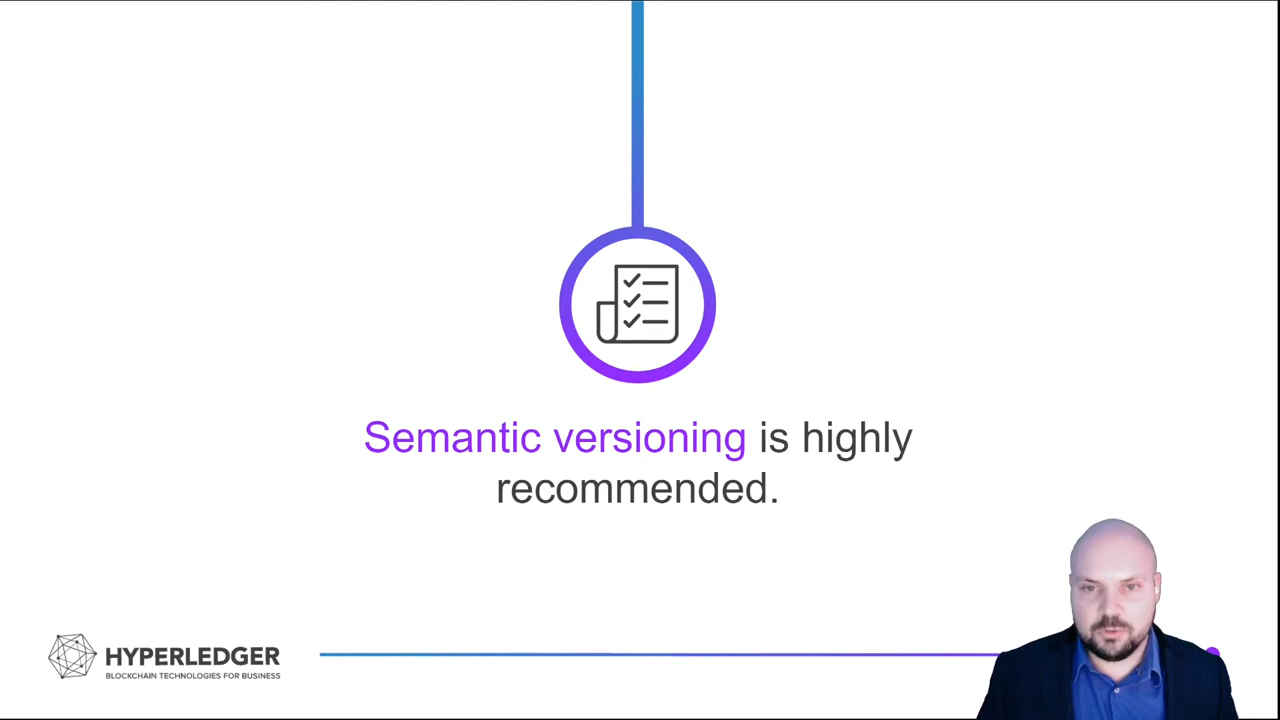 Semantic versioning is highly
recommended.
HYPERLEDGER
BLOCKCHAIN TECHNOLOGIES FOR BUSINESS